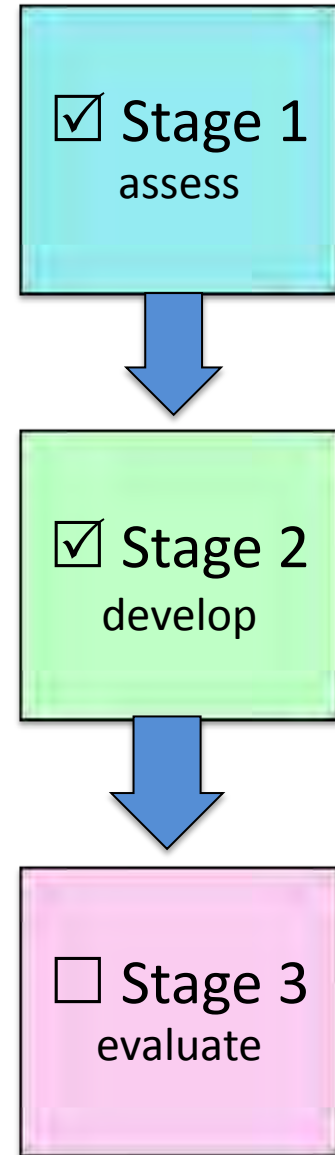 ☑ Stage 1
assess
☑ Stage 2
develop
☐ Stage 3
evaluate